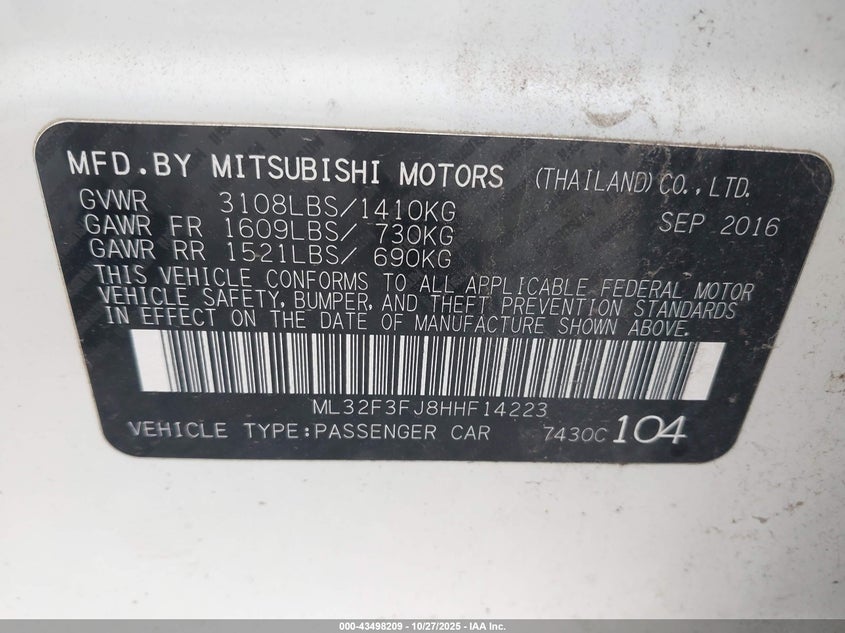 MFD.BY MITSUBISHI MOTORS (THAILAND) CO., LTD.
GVWR 3108LBS/1410KG SEP 2016
GAWR FR 1609LBS/ 730KG
GAWR RR 1521LBS/ 690KG
THIS VEHICLE CONFORMS TO ALL APPLICABLE FEDERAL MOTOR
VEHICLE SAFETY, BUMPER, AND THEFT PREVENTION STANDARDS
IN EFFECT ON THE DATE OF MANUFACTURE SHOWN ABOVE.
ML32F3FJ8HHF14223
VEHICLE TYPE:PASSENGER CAR 7430C 104
000-43498209 - 10/27/2025 - IAA Inc.